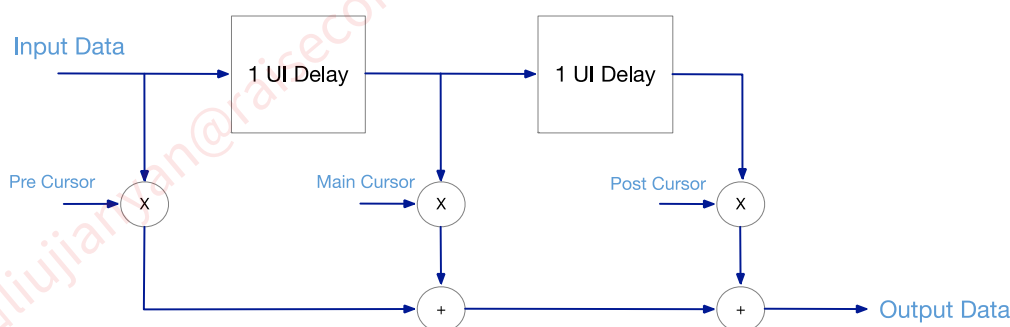 Input Data
1 UI Delay
1 UI Delay
Pre Cursor
X
Main Cursor
X
Post Cursor
X
+
+
Output Data